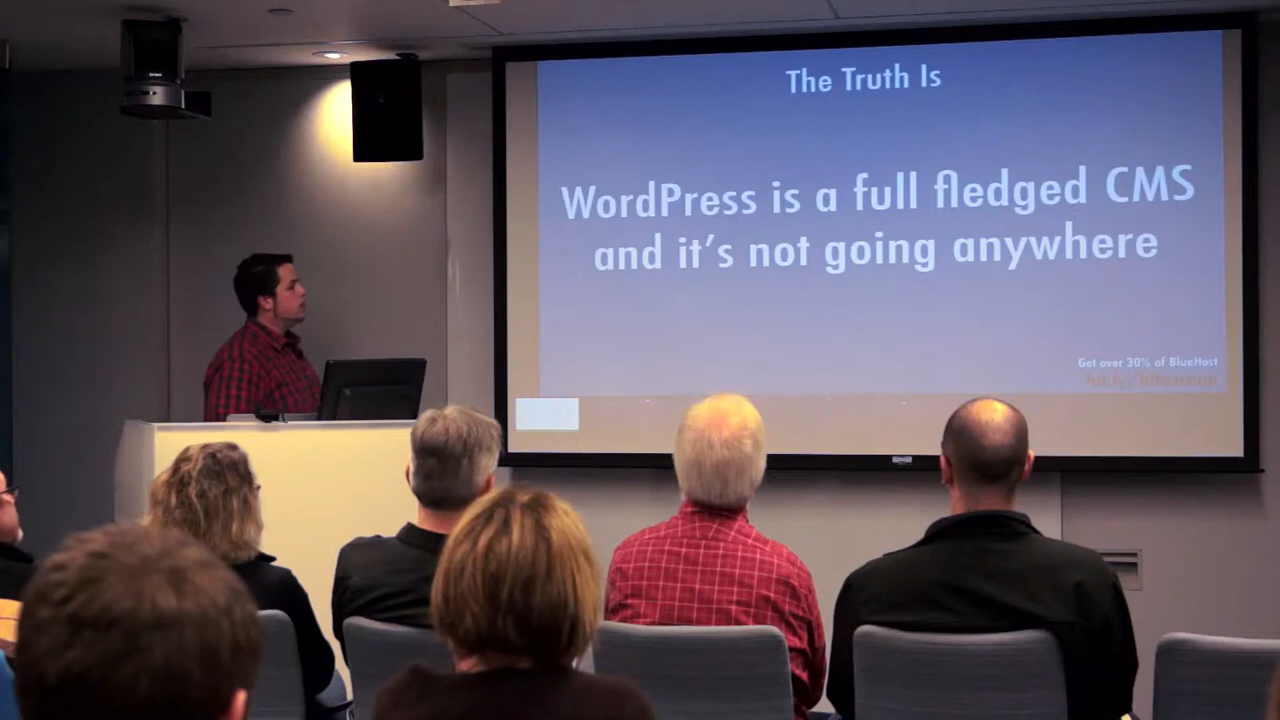 The Truth Is
WordPress is a full fledged CMS
and it's not going anywhere
Get over 30% of BlueHost